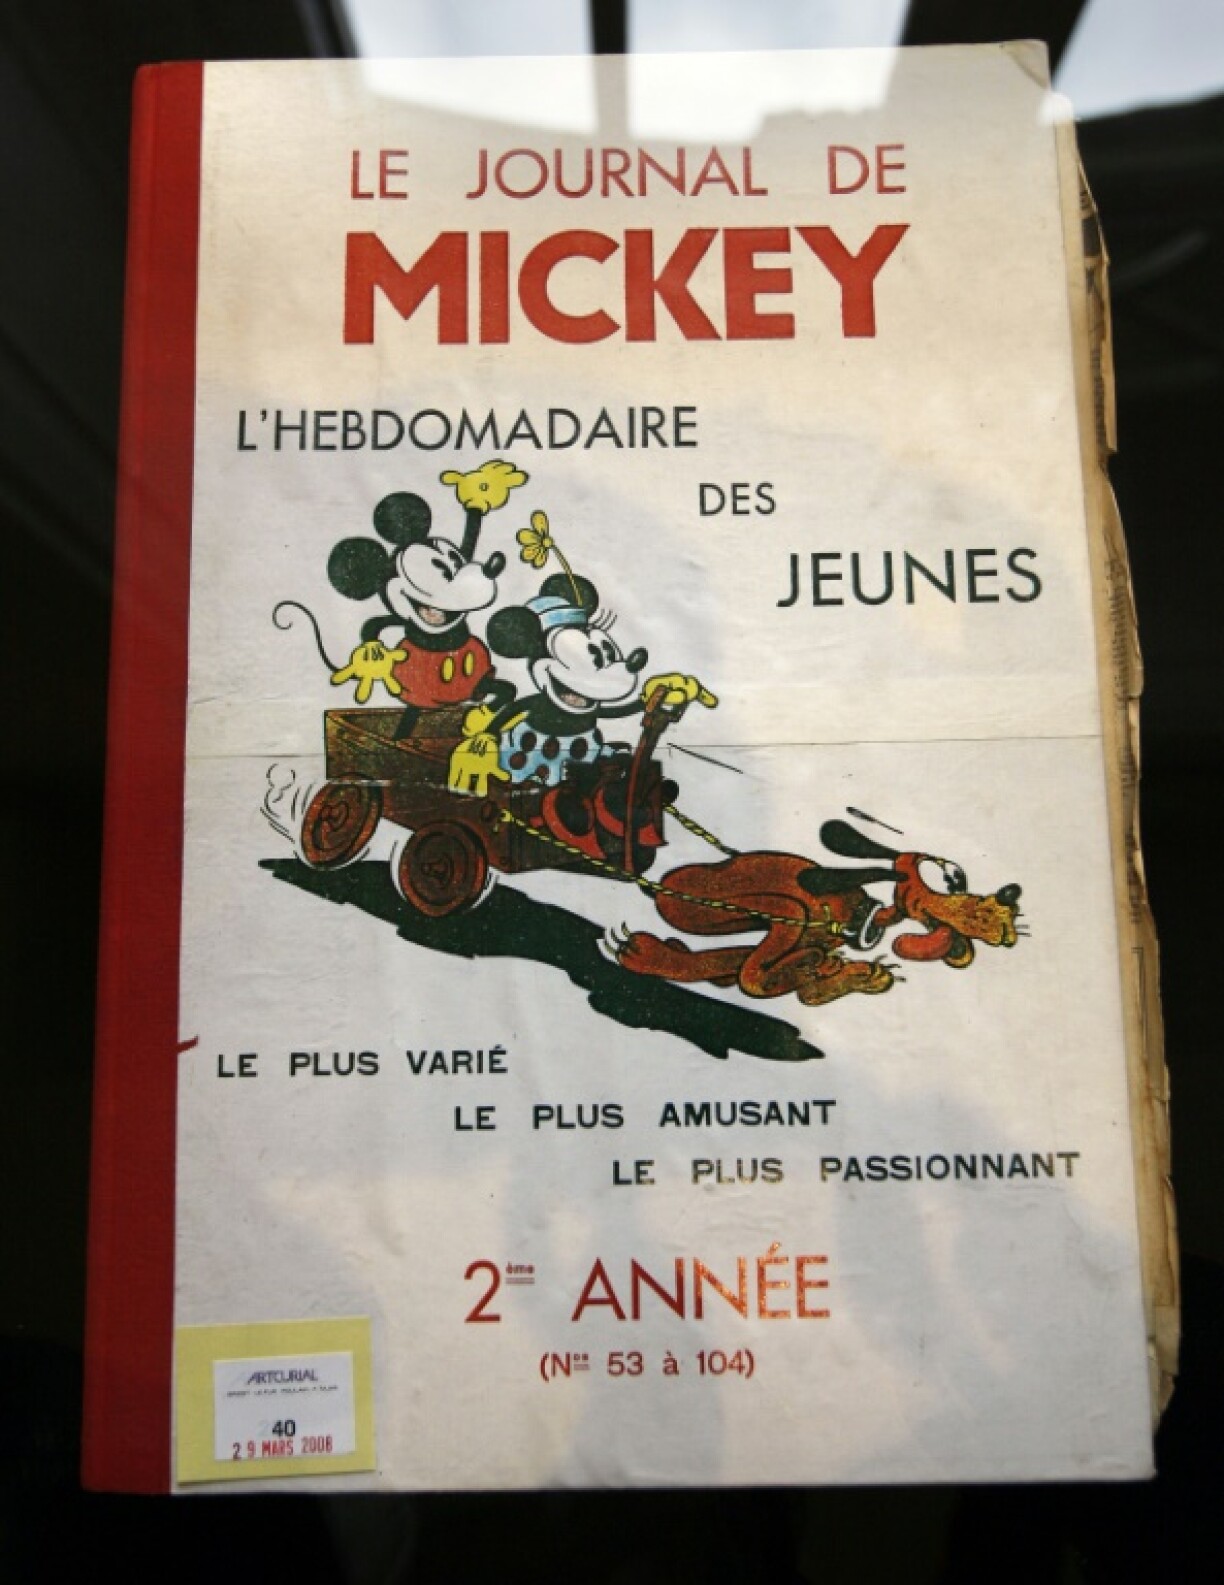 LE JOURNAL DE
MICKEY
L'HEBDOMADAIRE
DES
JEUNES
LE PLUS VARIÉ
LE PLUS AMUSANT
LE PLUS PASSIONNANT
2ème ANNÉE
(Nos 53 à 104)
ARTCURIAL
40
29 MARS 2008